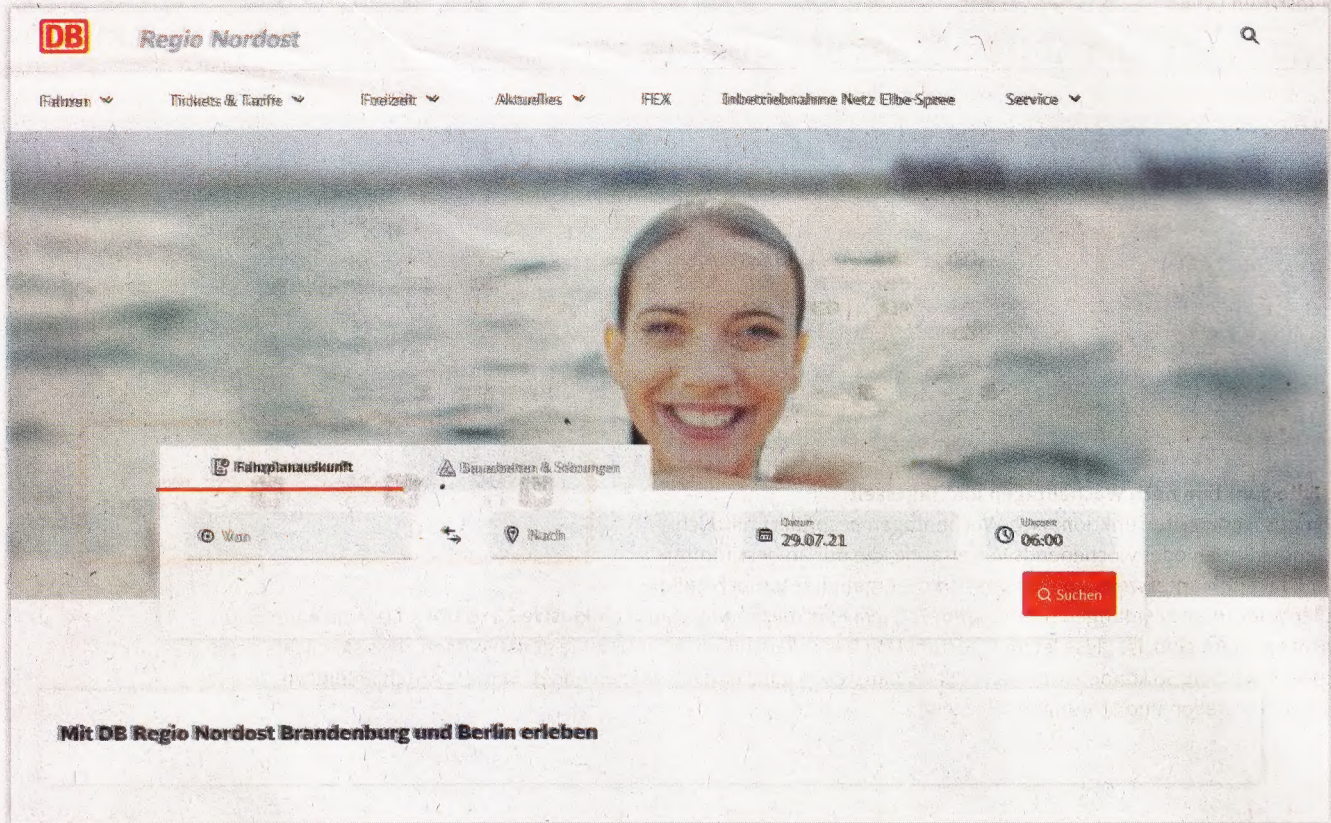 DB Regio Nordost
Fahren Tickets & Tarife Freizeit Aktuelles FEX Inbetriebnahme Netz Elbe-Spree Service
Fahrplanauskunft Bauarbeiten & Störungen
Von Nach Datum 29.07.21 Uhrzeit 06:00
Suchen
Mit DB Regio Nordost Brandenburg und Berlin erleben